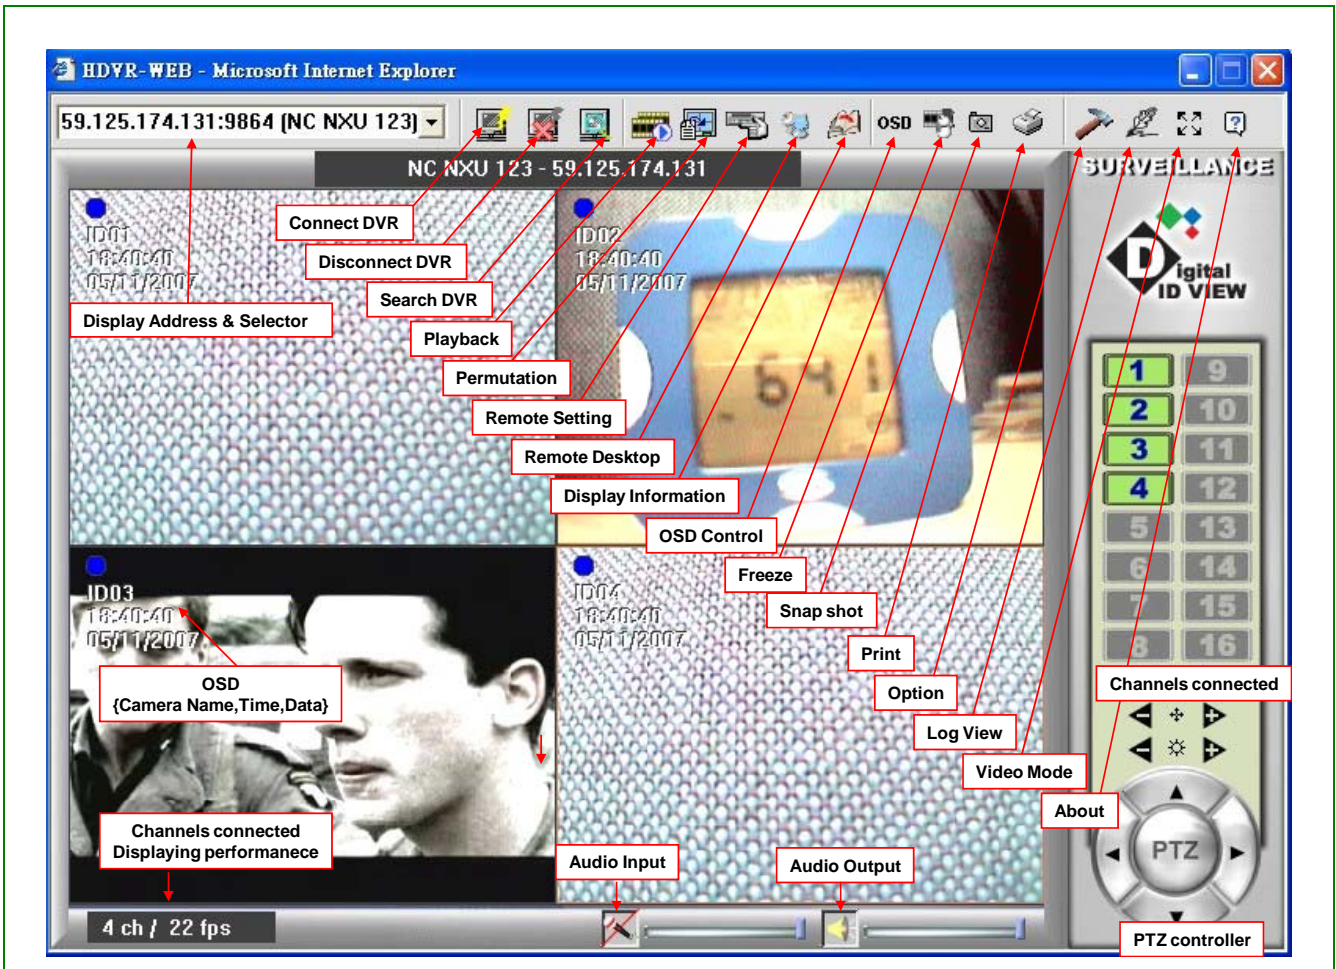 HDVR-WEB - Microsoft Internet Explorer
59.125.174.131:9864 (NC NXU 123)
OSD
NC NXU 123 - 59.125.174.131
SURVEILLANCE
Digital
ID VIEW
ID01
18:40:40
05/11/2007
ID02
18:40:40
05/11/2007
641
Connect DVR
Disconnect DVR
Search DVR
Display Address & Selector
Playback
Permutation
Remote Setting
Remote Desktop
Display Information
OSD Control
Freeze
Snap shot
Print
Option
Log View
Video Mode
About
1 9
2 10
3 11
4 12
5 13
6 14
7 15
8 16
Channels connected
ID03
18:40:40
05/11/2007
ID04
18:40:40
05/11/2007
OSD
{Camera Name,Time,Data}
Channels connected
Displaying performanece
Audio Input
Audio Output
PTZ
PTZ controller
4 ch / 22 fps